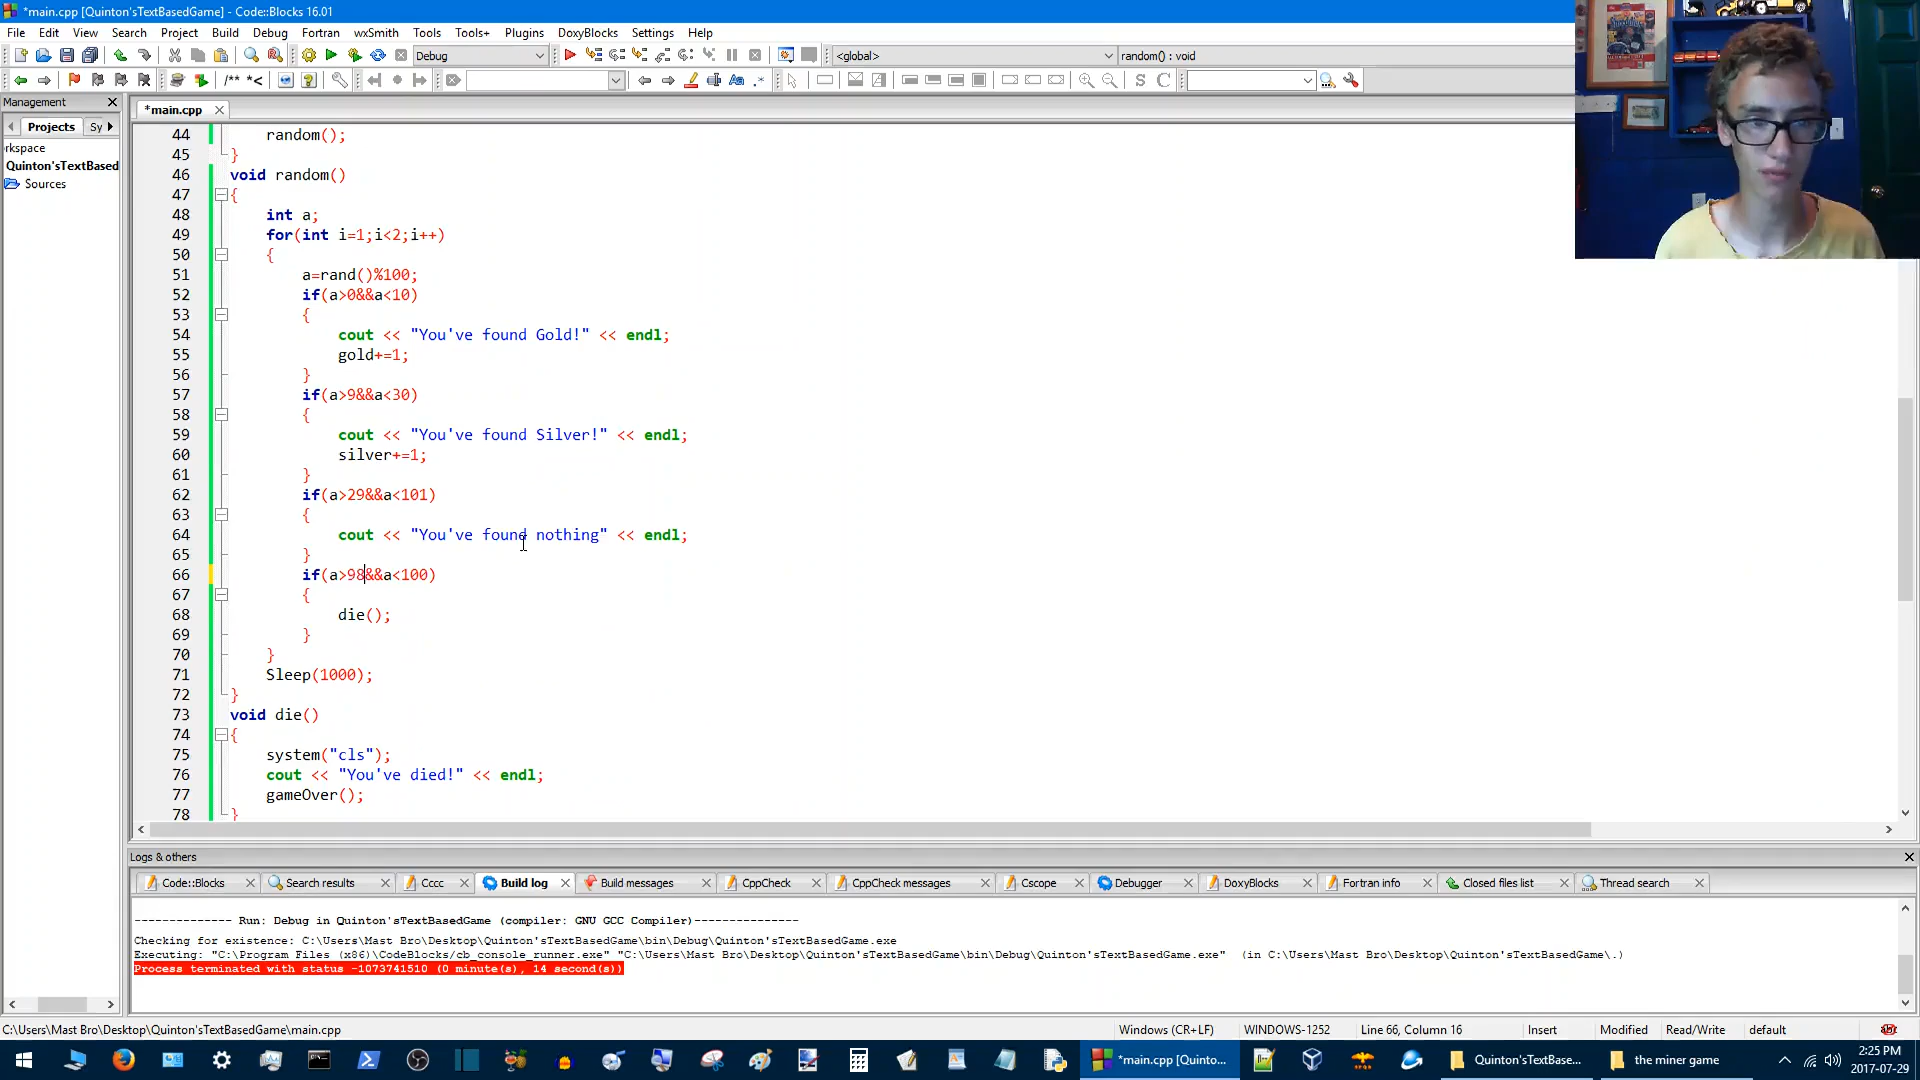 *main.cpp [Quinton'sTextBasedGame] - Code::Blocks 16.01
File Edit View Search Project Build Debug Fortran wxSmith Tools Tools+ Plugins DoxyBlocks Settings Help
Debug
<global>
random() : void
/** *<
Aa .*
S C
Management
*main.cpp
Projects Sy
rkspace
Quinton'sTextBased
Sources
44 random();
45 }
46 void random()
47 {
48 int a;
49 for(int i=1;i<2;i++)
50 {
51 a=rand()%100;
52 if(a>0&&a<10)
53 {
54 cout << "You've found Gold!" << endl;
55 gold+=1;
56 }
57 if(a>9&&a<30)
58 {
59 cout << "You've found Silver!" << endl;
60 silver+=1;
61 }
62 if(a>29&&a<101)
63 {
64 cout << "You've found nothing" << endl;
65 }
66 if(a>98&&a<100)
67 {
68 die();
69 }
70 }
71 Sleep(1000);
72 }
73 void die()
74 {
75 system("cls");
76 cout << "You've died!" << endl;
77 gameOver();
78 }
Logs & others
Code::Blocks Search results Cccc Build log Build messages CppCheck CppCheck messages Cscope Debugger DoxyBlocks Fortran info Closed files list Thread search
-------------- Run: Debug in Quinton'sTextBasedGame (compiler: GNU GCC Compiler)---------------
Checking for existence: C:\Users\Mast Bro\Desktop\Quinton'sTextBasedGame\bin\Debug\Quinton'sTextBasedGame.exe
Executing: "C:\Program Files (x86)\CodeBlocks/cb_console_runner.exe" "C:\Users\Mast Bro\Desktop\Quinton'sTextBasedGame\bin\Debug\Quinton'sTextBasedGame.exe" (in C:\Users\Mast Bro\Desktop\Quinton'sTextBasedGame\.)
Process terminated with status -1073741510 (0 minute(s), 14 second(s))
C:\Users\Mast Bro\Desktop\Quinton'sTextBasedGame\main.cpp Windows (CR+LF) WINDOWS-1252 Line 66, Column 16 Insert Modified Read/Write default
*main.cpp [Quinto... Quinton'sTextBase... the miner game
2:25 PM
2017-07-29